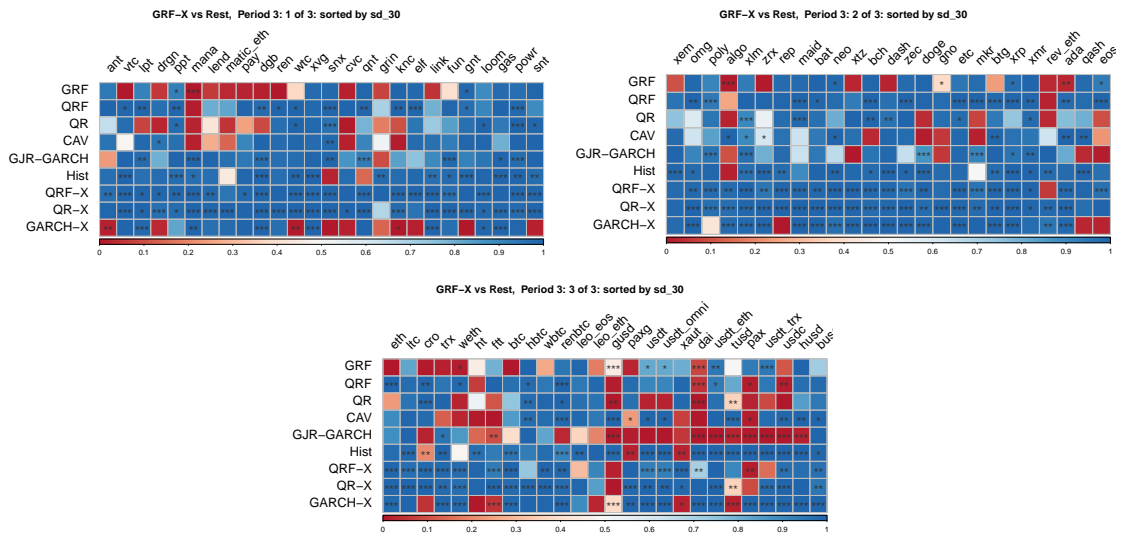 GRF−X vs Rest, Period 3: 1 of 3: sorted by sd_30
ant vtc lpt drgn ppt mana lend matic_eth pay dgb ren wtc xvg snx cvc qnt grin knc elf link fun gnt loom gas powr snt
GRF
QRF
QR
CAV
GJR−GARCH
Hist
QRF−X
QR−X
GARCH−X
0 0.1 0.2 0.3 0.4 0.5 0.6 0.7 0.8 0.9 1
GRF−X vs Rest, Period 3: 2 of 3: sorted by sd_30
xem omg poly algo xlm zrx rep maid bat neo xtz bch dash zec doge gno etc mkr btg xrp xmr rev_eth ada qash eos
GRF
QRF
QR
CAV
GJR−GARCH
Hist
QRF−X
QR−X
GARCH−X
0 0.1 0.2 0.3 0.4 0.5 0.6 0.7 0.8 0.9 1
GRF−X vs Rest, Period 3: 3 of 3: sorted by sd_30
eth ltc cro trx weth ht ftt btc hbtc wbtc renbtc leo_eos leo_eth gusd paxg usdt usdt_omni xaut dai usdt_eth tusd pax usdt_trx usdc husd bus
GRF
QRF
QR
CAV
GJR−GARCH
Hist
QRF−X
QR−X
GARCH−X
0 0.1 0.2 0.3 0.4 0.5 0.6 0.7 0.8 0.9 1